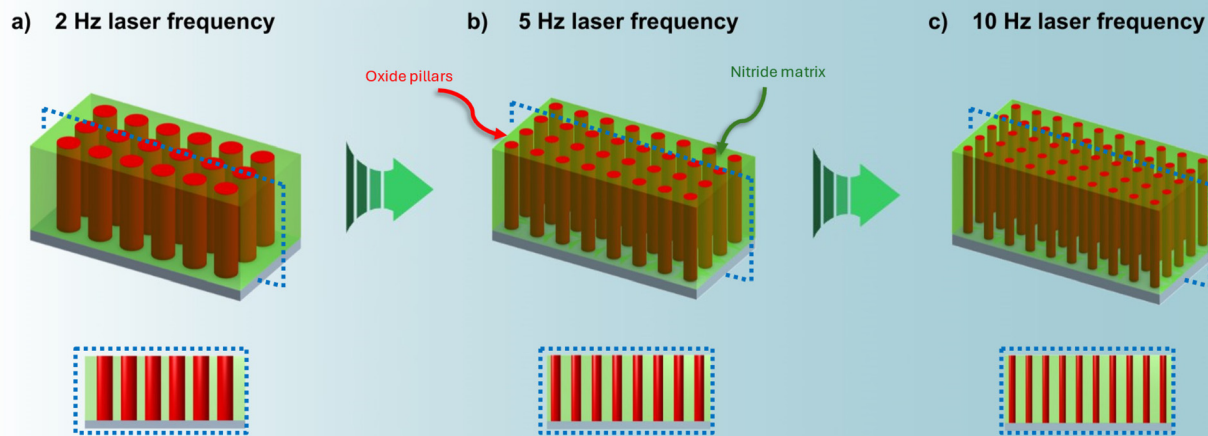 a) 2 Hz laser frequency
b) 5 Hz laser frequency
c) 10 Hz laser frequency
Oxide pillars
Nitride matrix